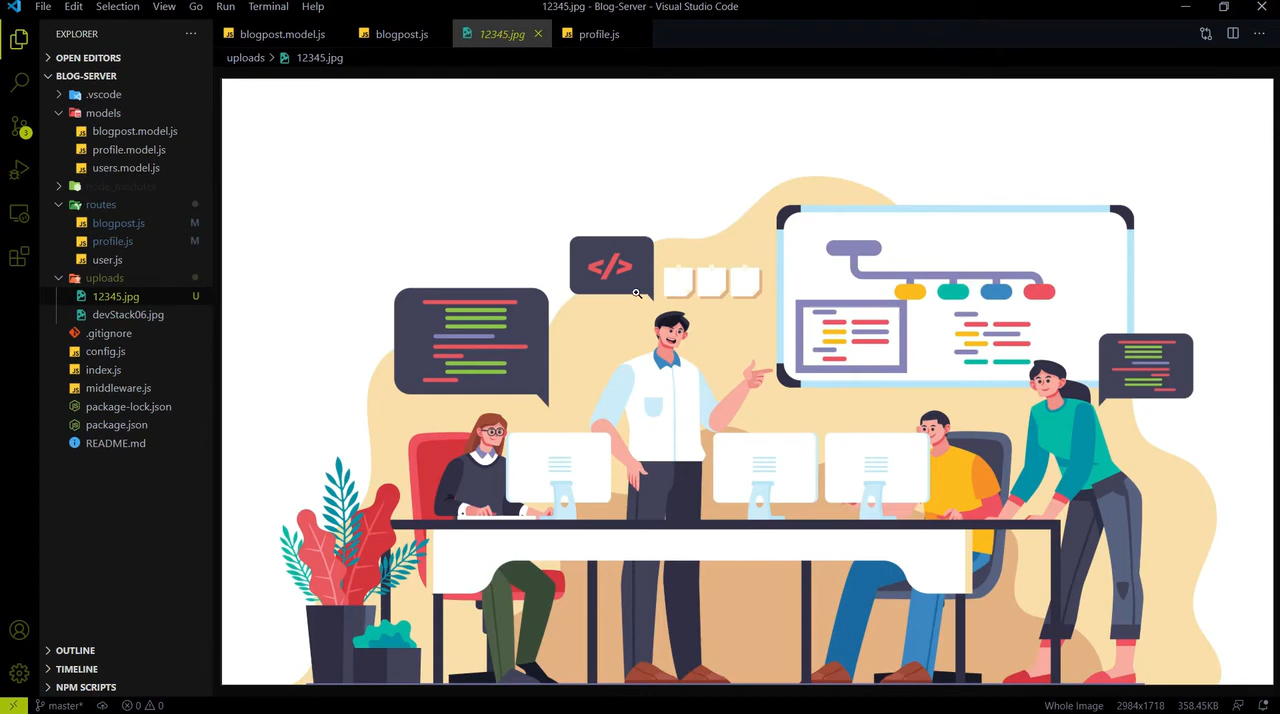 File Edit Selection View Go Run Terminal Help
12345.jpg - Blog-Server - Visual Studio Code
EXPLORER
OPEN EDITORS
BLOG-SERVER
.vscode
models
blogpost.model.js
profile.model.js
users.model.js
node_modules
routes
blogpost.js M
profile.js M
user.js
uploads
12345.jpg U
devStack06.jpg
.gitignore
config.js
index.js
middleware.js
package-lock.json
package.json
README.md
OUTLINE
TIMELINE
NPM SCRIPTS
3
blogpost.model.js blogpost.js 12345.jpg profile.js
uploads > 12345.jpg
</>
master* 0 0
Whole Image 2984x1718 358.45KB